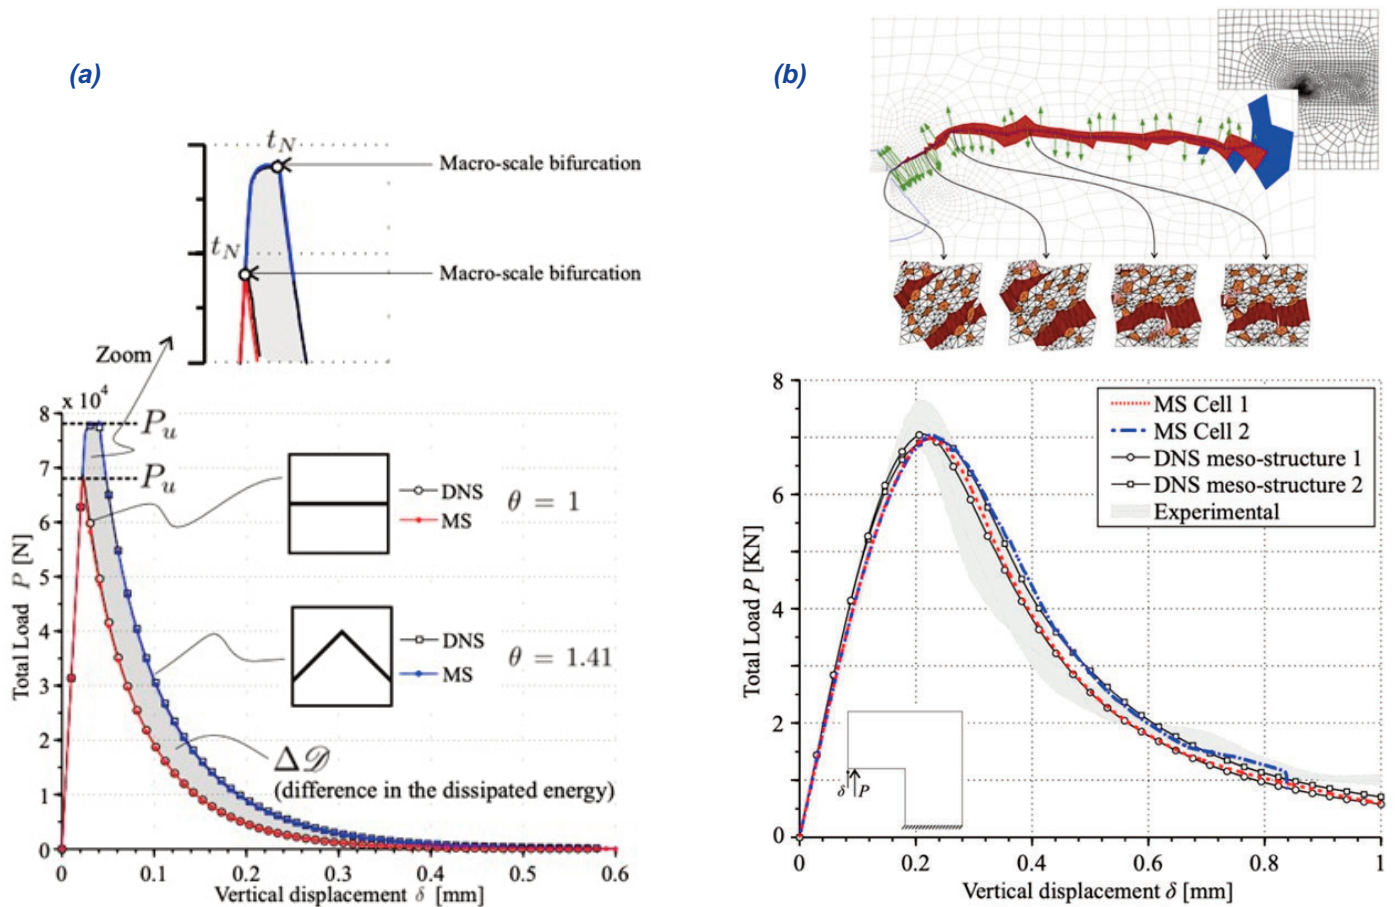 (a)
t_N
Macro-scale bifurcation
t_N
Macro-scale bifurcation
Zoom
x 10^4
8
7
6
5
4
3
2
1
0
P_u
P_u
DNS
MS
θ = 1
DNS
MS
θ = 1.41
Δ𝒟
(difference in the dissipated energy)
Total Load P [N]
0
0.1
0.2
0.3
0.4
0.5
0.6
Vertical displacement δ [mm]
(b)
8
6
4
2
0
MS Cell 1
MS Cell 2
DNS meso-structure 1
DNS meso-structure 2
Experimental
δ P
Total Load P [KN]
0
0.2
0.4
0.6
0.8
1
Vertical displacement δ [mm]